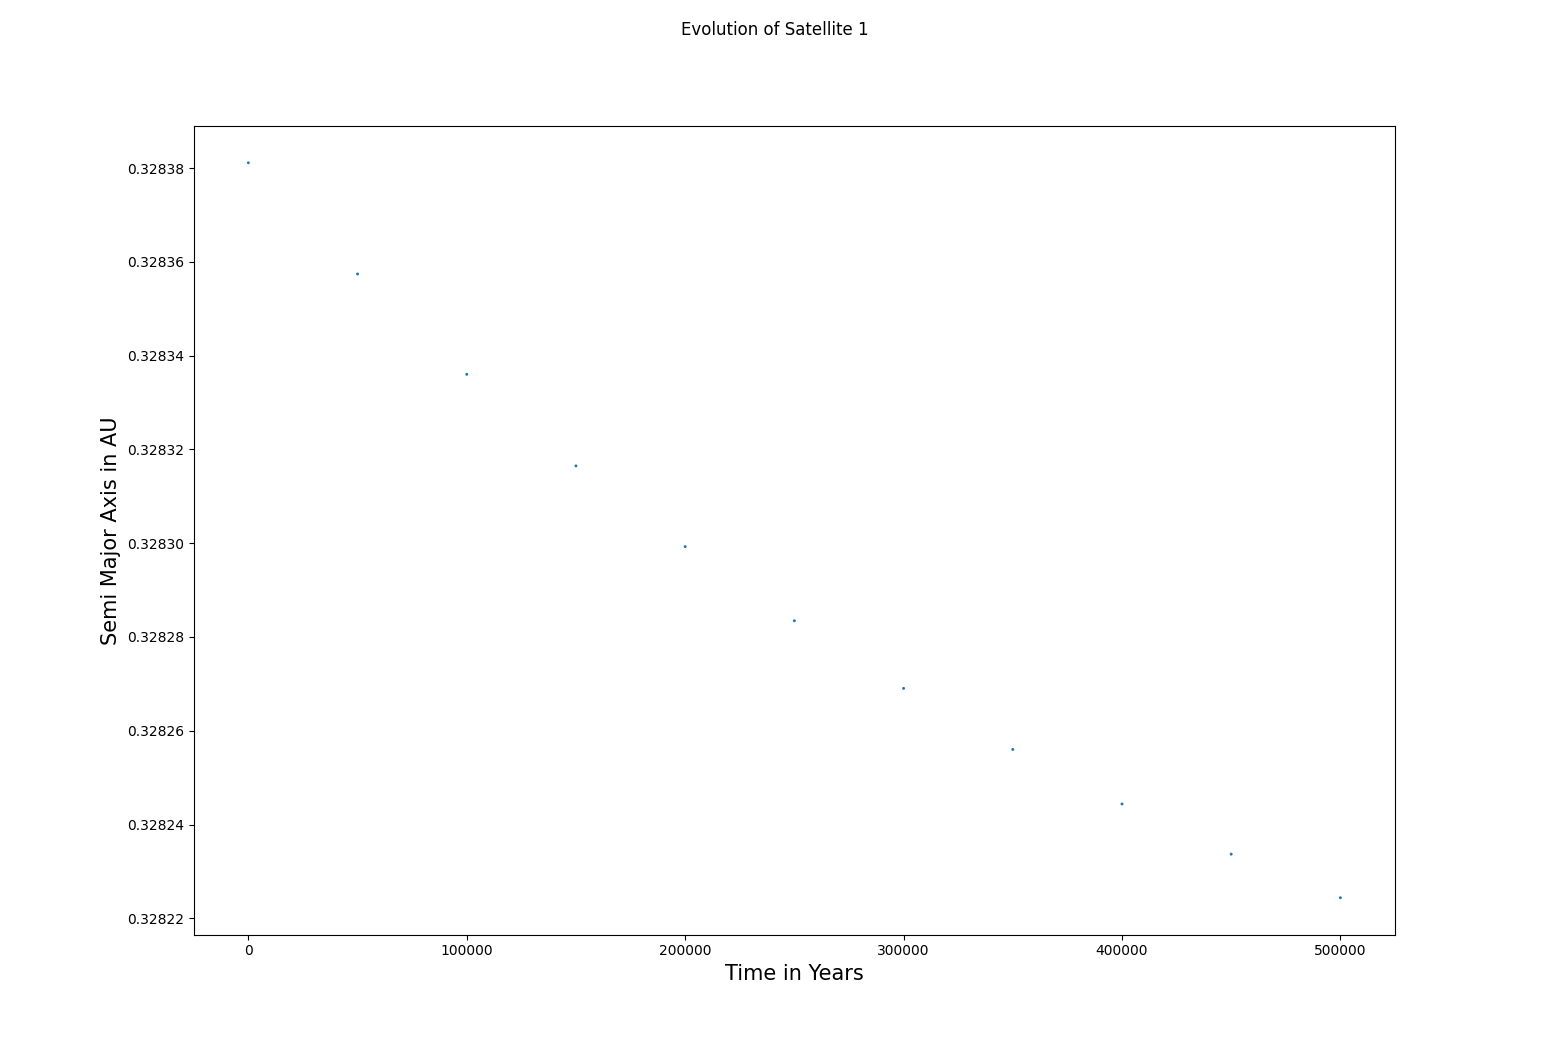 Evolution of Satellite 1
0.32838
0.32836
0.32834
0.32832
0.32830
0.32828
0.32826
0.32824
0.32822
Semi Major Axis in AU
0 100000 200000 300000 400000 500000
Time in Years